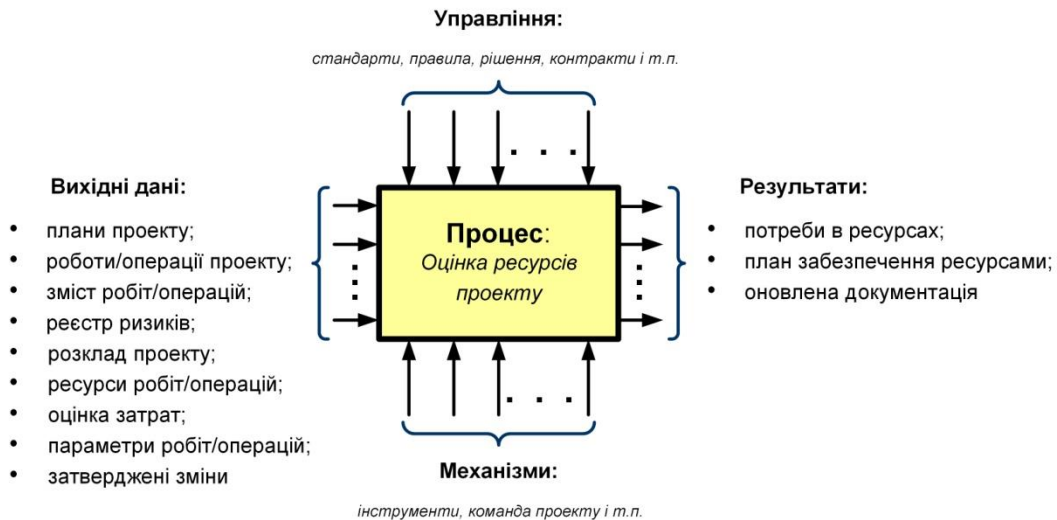 Управління:
стандарти, правила, рішення, контракти і т.п.
Вихідні дані:
• плани проекту;
• роботи/операції проекту;
• зміст робіт/операцій;
• реєстр ризиків;
• розклад проекту;
• ресурси робіт/операцій;
• оцінка затрат;
• параметри робіт/операцій;
• затверджені зміни
Процес:
Оцінка ресурсів
проекту
Результати:
• потреби в ресурсах;
• план забезпечення ресурсами;
• оновлена документація
Механізми:
інструменти, команда проекту і т.п.